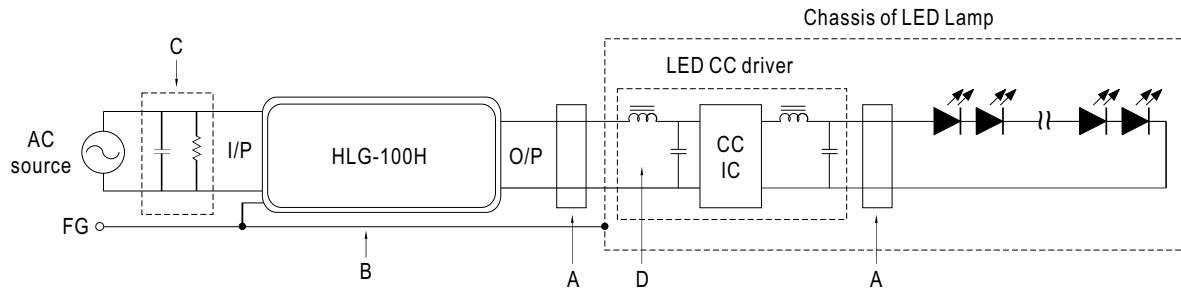 Chassis of LED Lamp
C
LED CC driver
AC
source
I/P
HLG-100H
O/P
CC
IC
FG
B
A
D
A